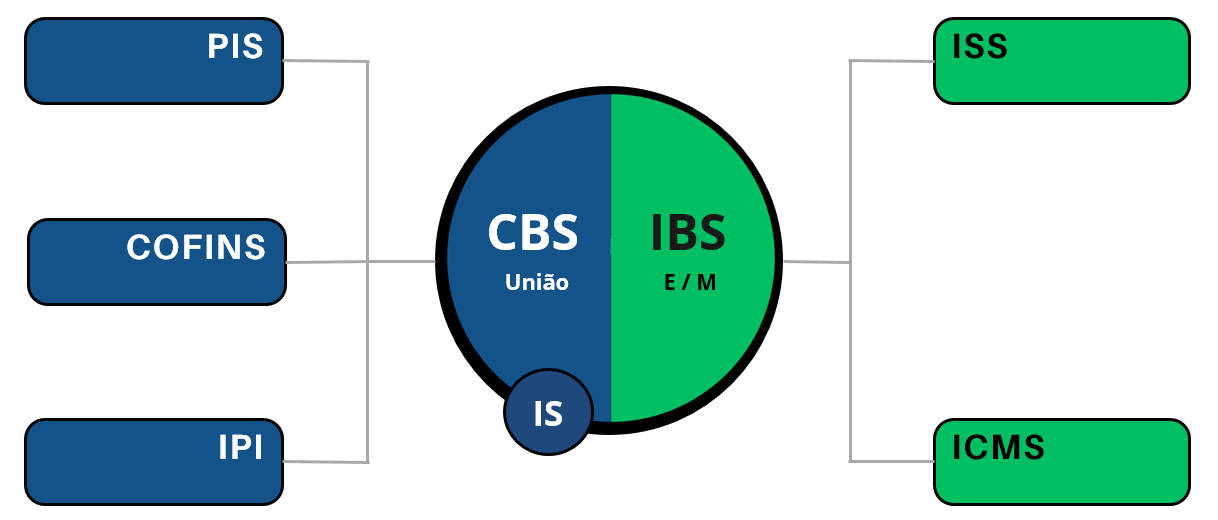 PIS
COFINS
IPI
CBS
União
IBS
E / M
IS
ISS
ICMS